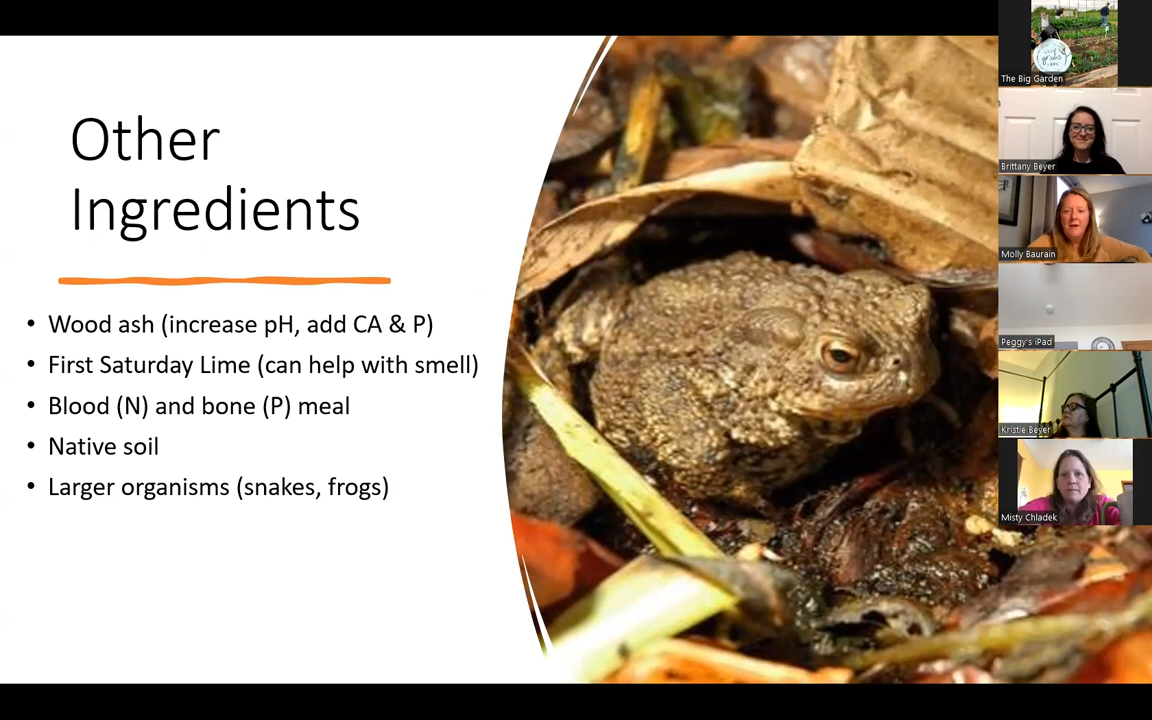 Other
Ingredients
• Wood ash (increase pH, add CA & P)
• First Saturday Lime (can help with smell)
• Blood (N) and bone (P) meal
• Native soil
• Larger organisms (snakes, frogs)
The Big Garden
Brittany Beyer
Molly Baurain
Peggy's iPad
Kristie Beyer
Misty Chladek